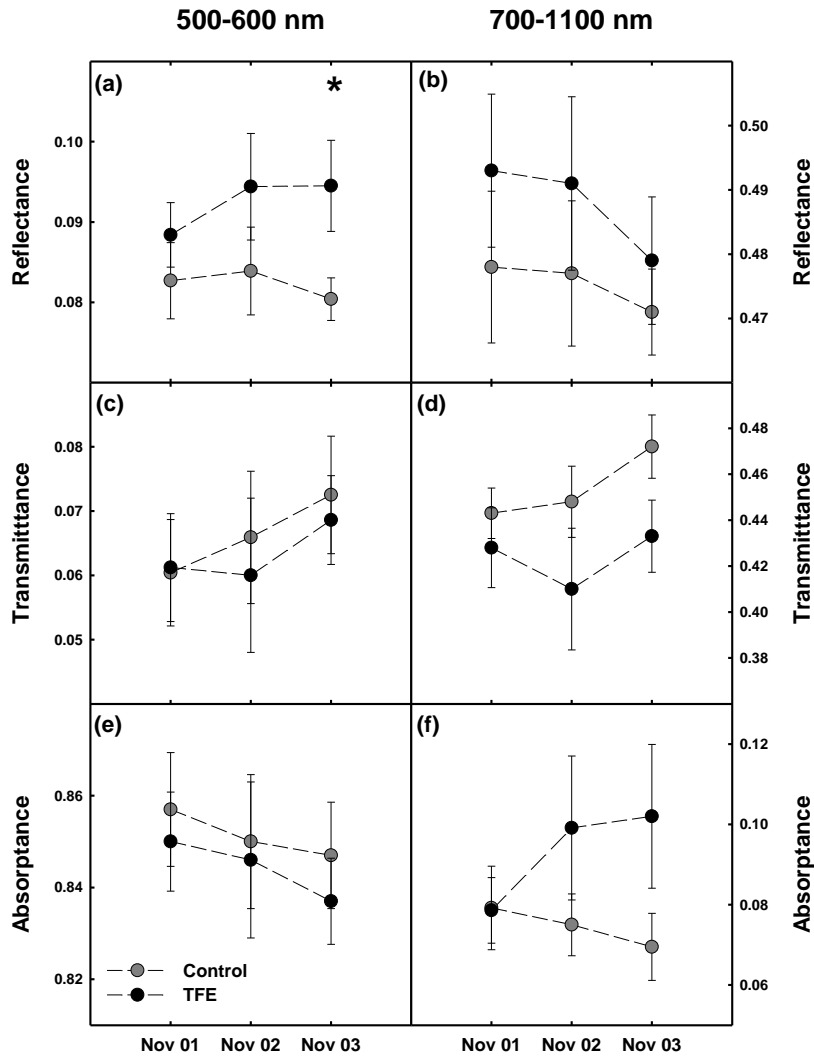 500-600 nm 700-1100 nm
(a) * (b)
Reflectance
0.10
0.09
0.08
0.50
0.49
0.48
0.47
Reflectance
(c) (d)
Transmitttance
0.08
0.07
0.06
0.05
0.48
0.46
0.44
0.42
0.40
0.38
Transmitttance
(e) (f)
Absorptance
0.86
0.84
0.82
0.12
0.10
0.08
0.06
Absorptance
Control
TFE
Nov 01 Nov 02 Nov 03 Nov 01 Nov 02 Nov 03